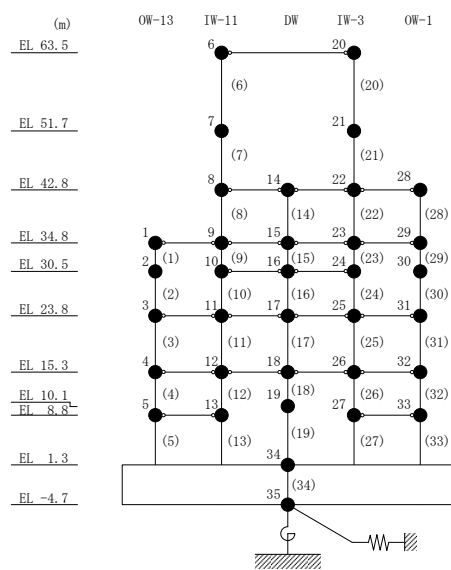 (m) OW-13 IW-11 DW IW-3 OW-1
EL 63.5 6 20
(6) (20)
EL 51.7 7 21
(7) (21)
EL 42.8 8 14 22 28
(8) (14) (22) (28)
EL 34.8 1 9 15 23 29
(1) (9) (15) (23) (29)
EL 30.5 2 10 16 24 30
(2) (10) (16) (24) (30)
EL 23.8 3 11 17 25 31
(3) (11) (17) (25) (31)
EL 15.3 4 12 18 26 32
(4) (12) (18) (26) (32)
EL 10.1 19
EL 8.8 5 13 27 33
(5) (13) (19) (27) (33)
EL 1.3 34
(34)
EL -4.7 35